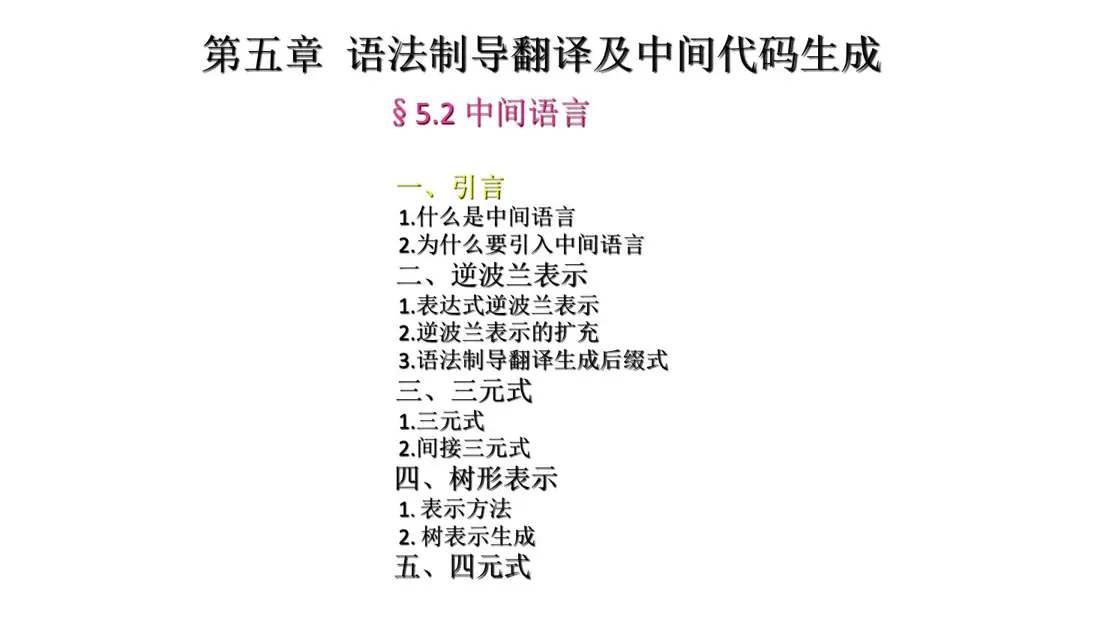 第五章 语法制导翻译及中间代码生成
§5.2 中间语言
一、引言
1.什么是中间语言
2.为什么要引入中间语言
二、逆波兰表示
1.表达式逆波兰表示
2.逆波兰表示的扩充
3.语法制导翻译生成后缀式
三、三元式
1.三元式
2.间接三元式
四、树形表示
1. 表示方法
2. 树表示生成
五、四元式